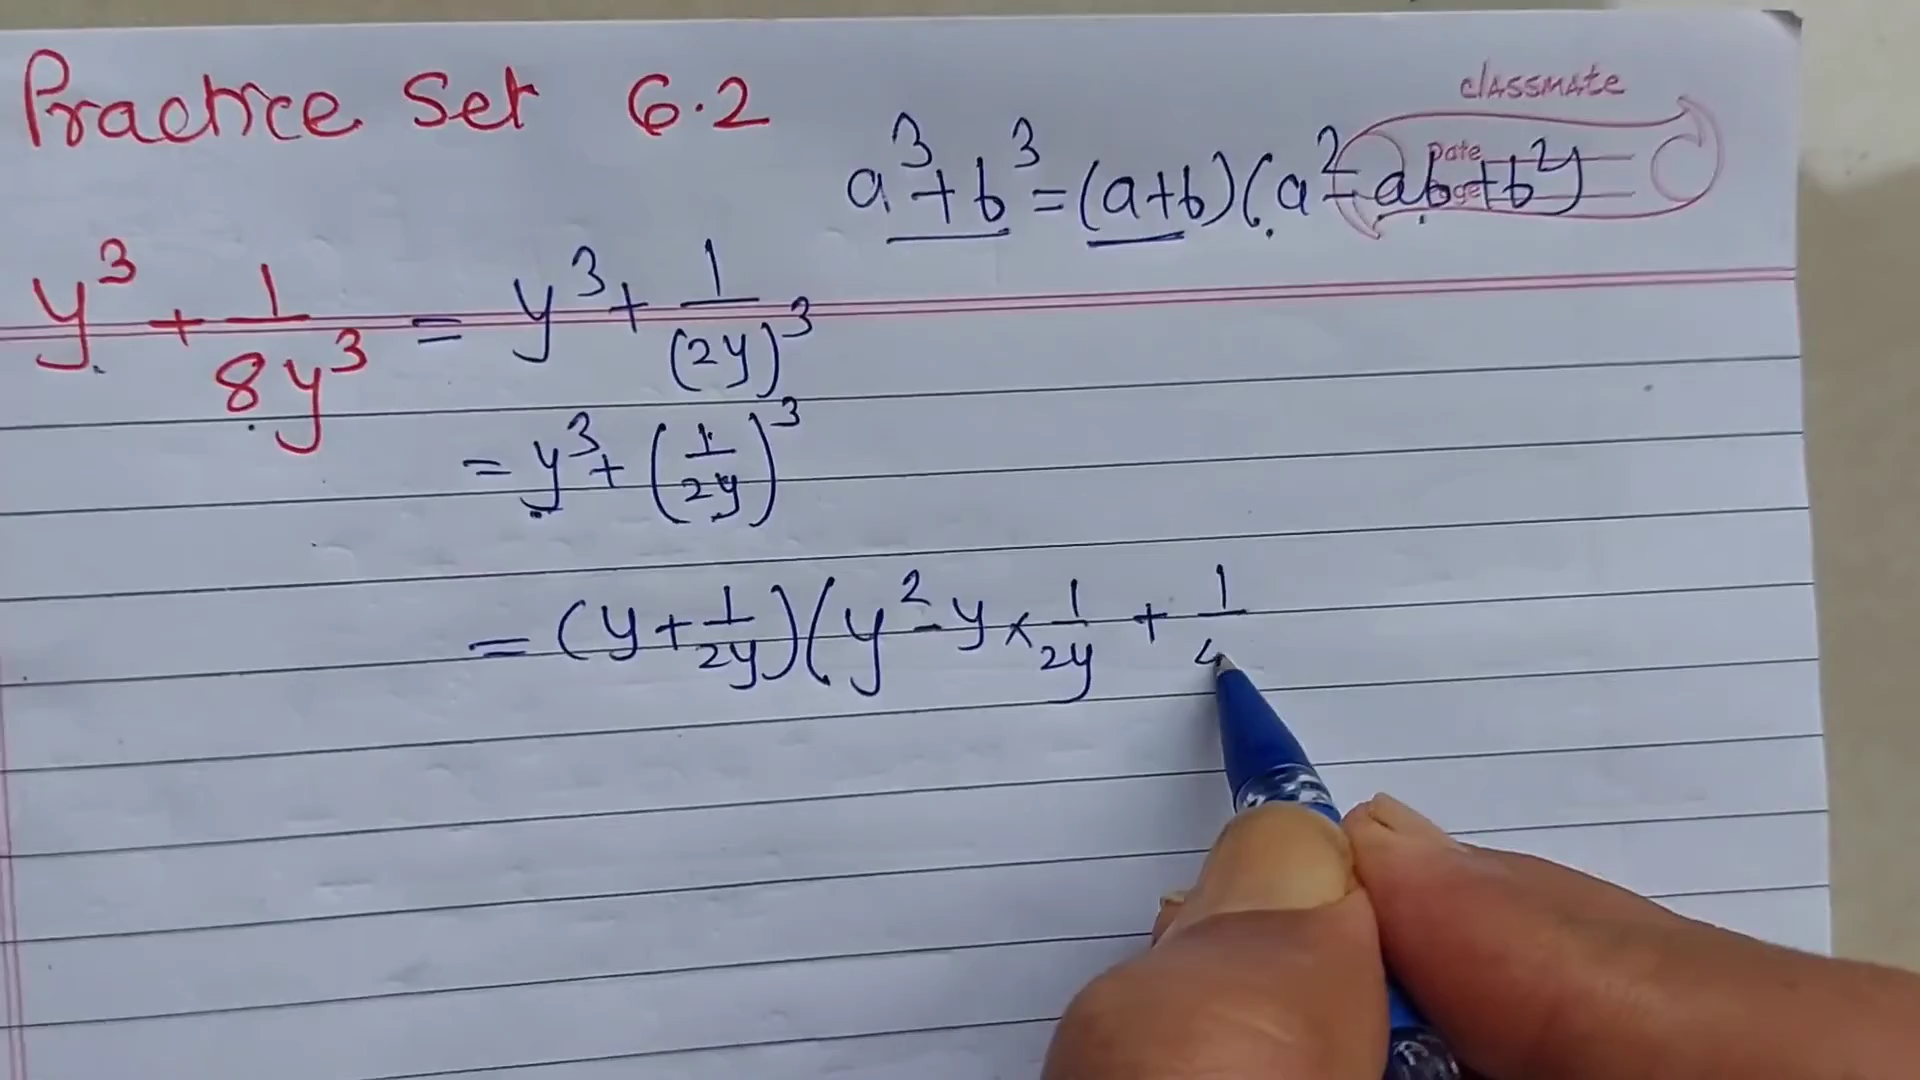 classmate
Practice Set 6.2
Date
a³+b³=(a+b)(a²-ab+b²)
y³ + 1/8y³ = y³ + 1/(2y)³
= y³ + (1/2y)³
= (y + 1/2y)(y² - y × 1/2y + 1/4